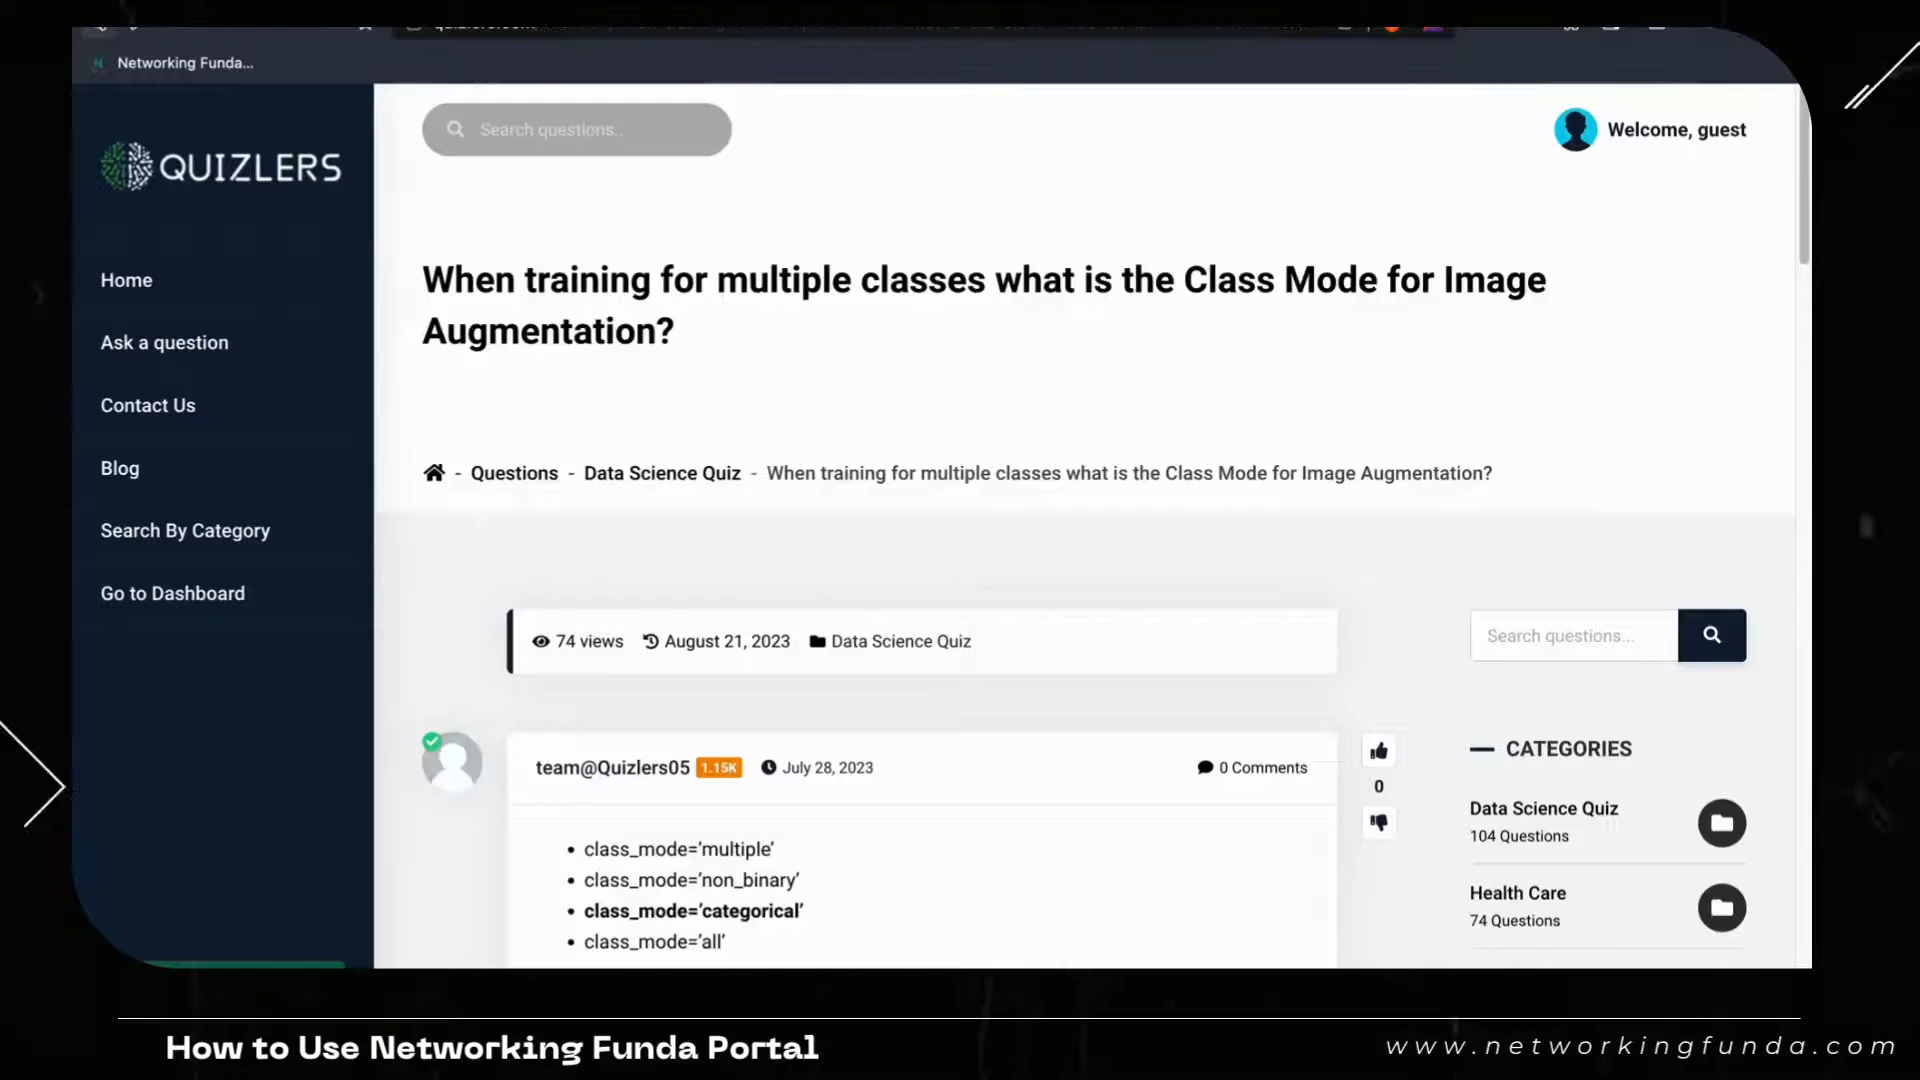 Networking Funda...
Search questions..
Welcome, guest
QUIZLERS
Home
Ask a question
Contact Us
Blog
Search By Category
Go to Dashboard
When training for multiple classes what is the Class Mode for Image
Augmentation?
- Questions - Data Science Quiz - When training for multiple classes what is the Class Mode for Image Augmentation?
74 views August 21, 2023 Data Science Quiz
Search questions...
team@Quizlers05 1.15K July 28, 2023 0 Comments
0
• class_mode=’multiple’
• class_mode=’non_binary’
• class_mode=’categorical’
• class_mode=’all’
CATEGORIES
Data Science Quiz
104 Questions
Health Care
74 Questions
How to Use Networking Funda Portal
www.networkingfunda.com